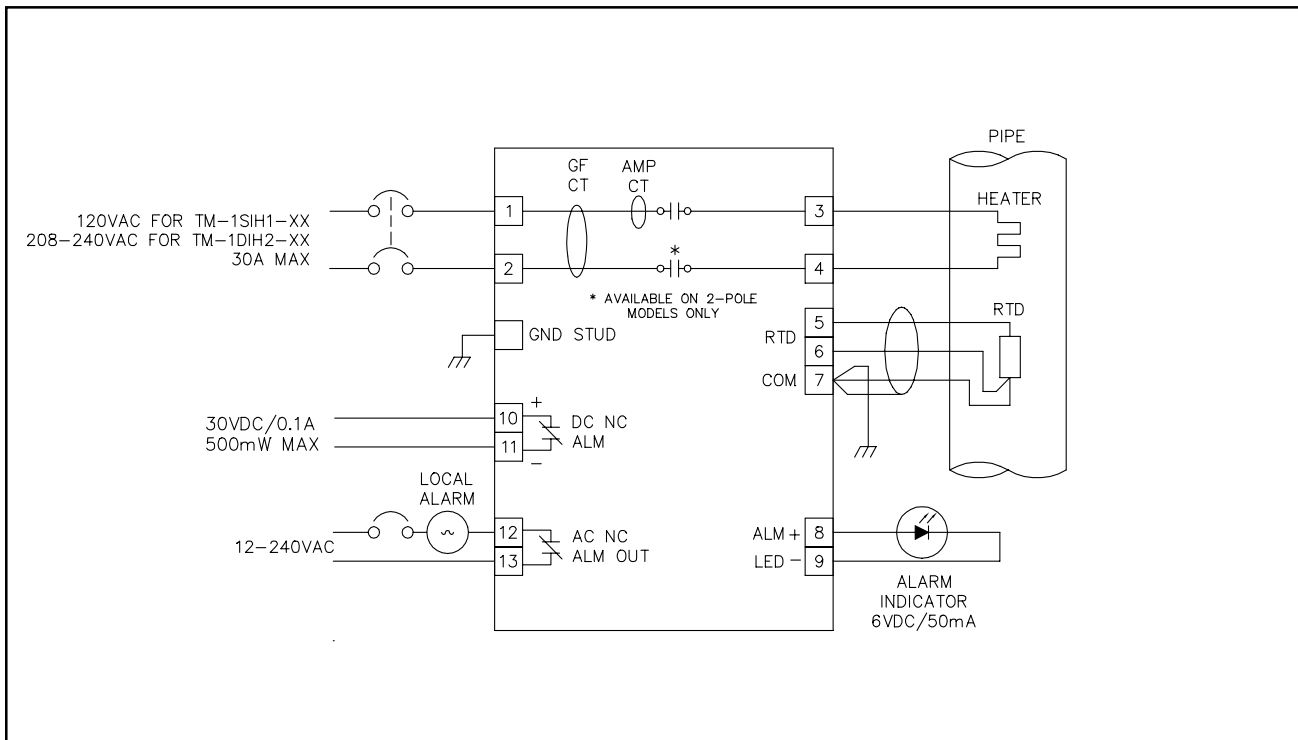 PIPE
GF
CT
AMP
CT
HEATER
1
3
120VAC FOR TM-1SIH1-XX
208-240VAC FOR TM-1DIH2-XX
30A MAX
*
2
4
* AVAILABLE ON 2-POLE
MODELS ONLY
RTD
5
GND STUD
RTD
6
COM
7
+
10
30VDC/0.1A
500mW MAX
DC NC
ALM
11
−
LOCAL
ALARM
~
12
AC NC
ALM OUT
12-240VAC
13
ALM +
8
LED −
9
ALARM
INDICATOR
6VDC/50mA